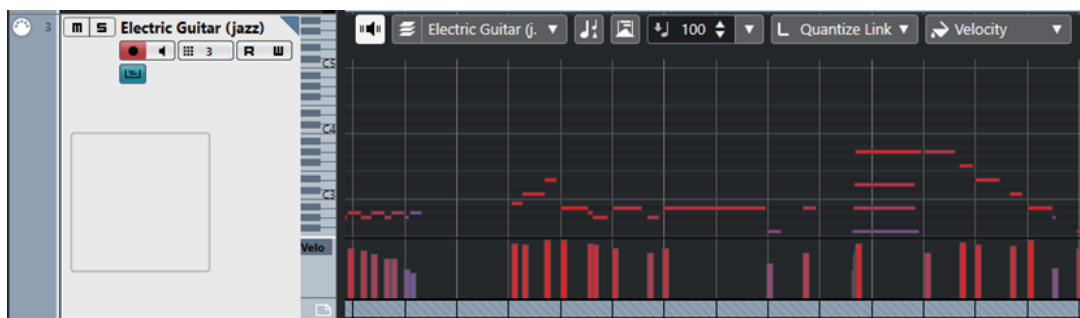 3
m S Electric Guitar (jazz)
3 R W
Electric Guitar (j.
100
L Quantize Link
Velocity
C5
C4
C3
Velo